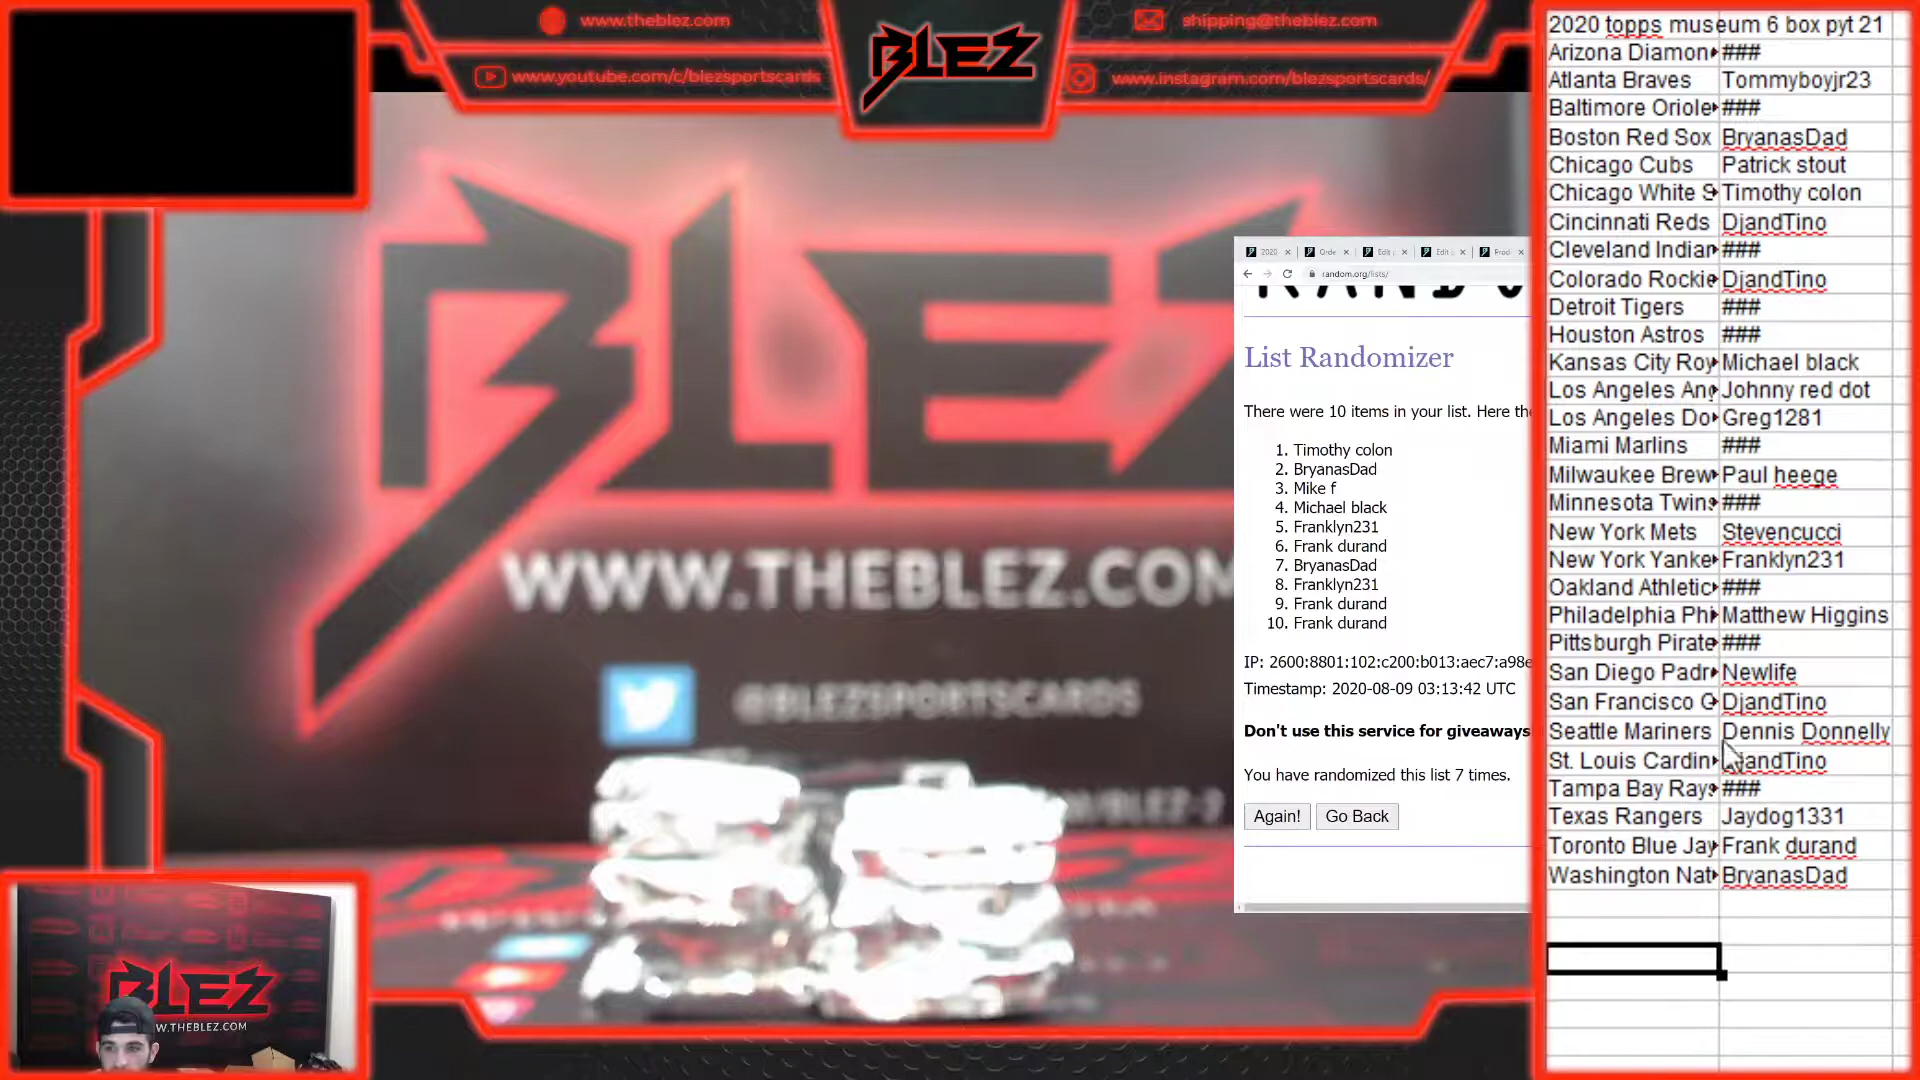 www.theblez.com
shipping@theblez.com
BLEZ
www.youtube.com/c/blezsportscards
www.instagram.com/blezsportscards/
BLEZ
WWW.THEBLEZ.COM
@BLEZSPORTSCARDS
2020
Orde
Edit
Edit
Prod
random.org/lists/
List Randomizer
There were 10 items in your list. Here the
1. Timothy colon
2. BryanasDad
3. Mike f
4. Michael black
5. Franklyn231
6. Frank durand
7. BryanasDad
8. Franklyn231
9. Frank durand
10. Frank durand
IP: 2600:8801:102:c200:b013:aec7:a98e
Timestamp: 2020-08-09 03:13:42 UTC
Don't use this service for giveaways
You have randomized this list 7 times.
Again! Go Back
2020 topps museum 6 box pyt 21
Arizona Diamon ###
Atlanta Braves Tommyboyjr23
Baltimore Oriole ###
Boston Red Sox BryanasDad
Chicago Cubs Patrick stout
Chicago White S Timothy colon
Cincinnati Reds DjandTino
Cleveland Indian ###
Colorado Rockie DjandTino
Detroit Tigers ###
Houston Astros ###
Kansas City Roy Michael black
Los Angeles Ang Johnny red dot
Los Angeles Do Greg1281
Miami Marlins ###
Milwaukee Brew Paul heege
Minnesota Twins ###
New York Mets Stevencucci
New York Yanke Franklyn231
Oakland Athletic ###
Philadelphia Phi Matthew Higgins
Pittsburgh Pirate ###
San Diego Padr Newlife
San Francisco G DjandTino
Seattle Mariners Dennis Donnelly
St. Louis Cardin DjandTino
Tampa Bay Rays ###
Texas Rangers Jaydog1331
Toronto Blue Jay Frank durand
Washington Nat BryanasDad
BLEZ
WWW.THEBLEZ.COM